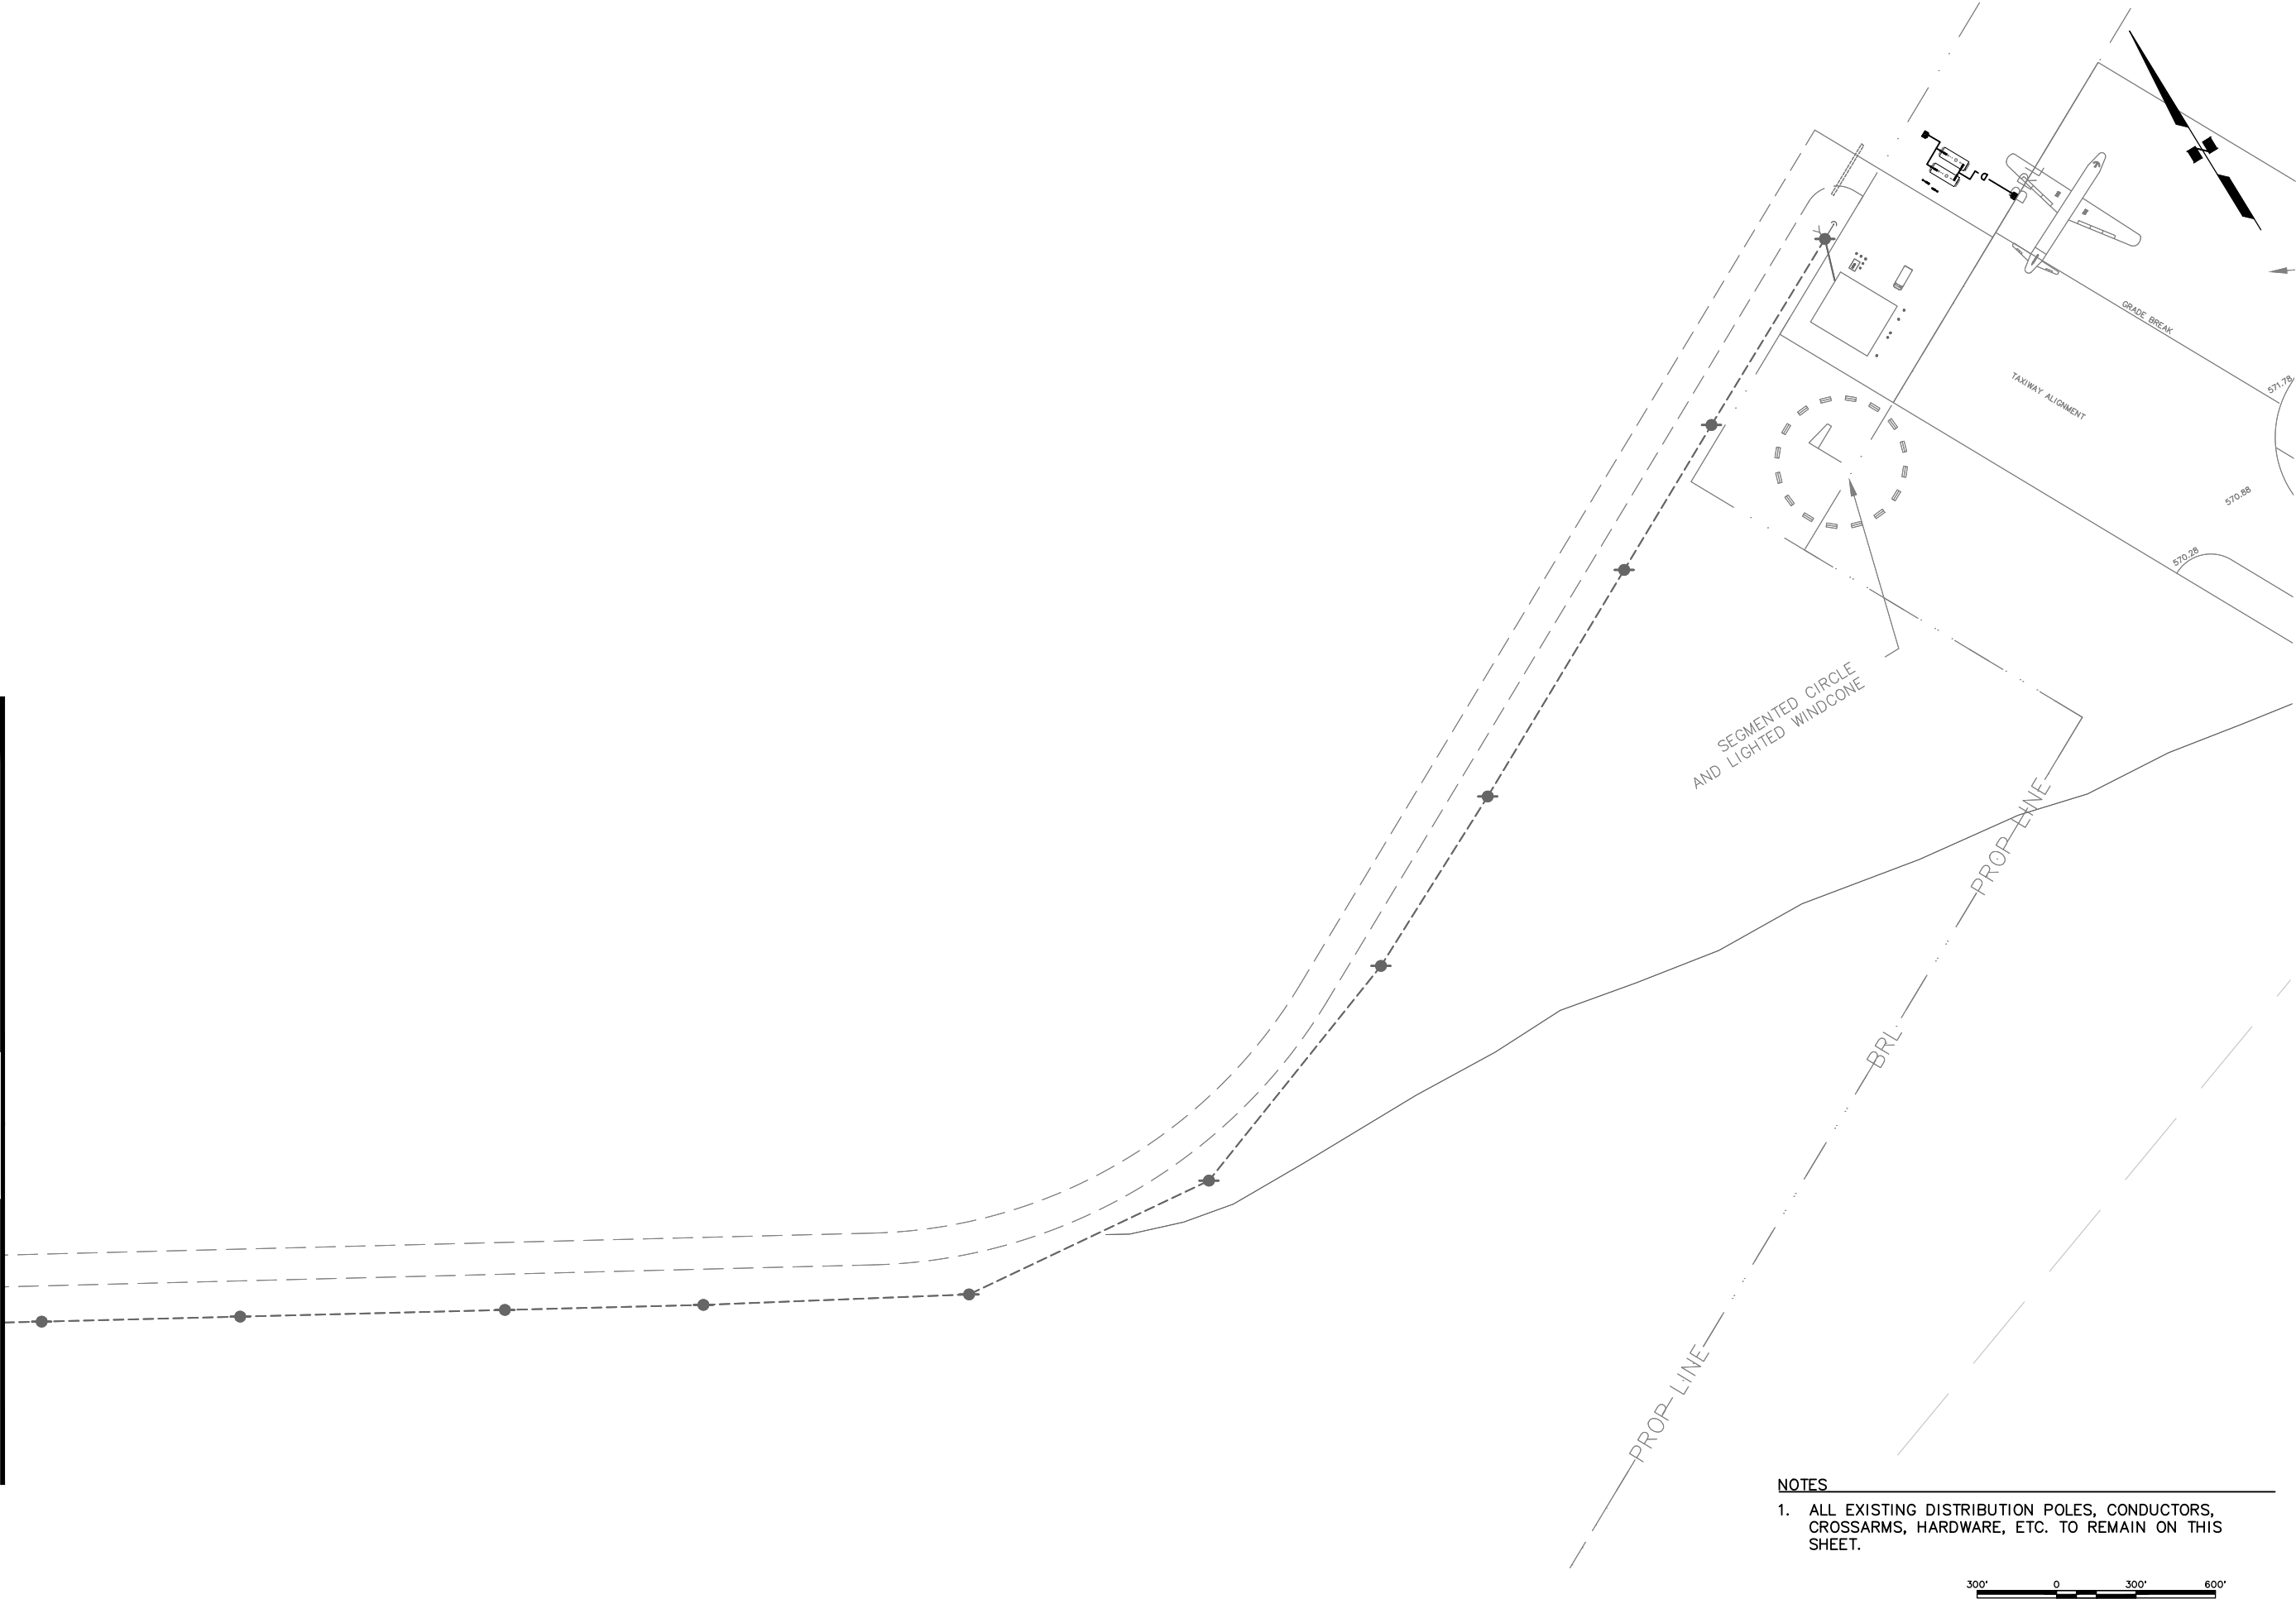 N
GRADE BREAK
TAXIWAY ALIGNMENT
571.78
570.88
570.28
SEGMENTED CIRCLE
AND LIGHTED WINDCONE
PROP LINE
BRL
PROP LINE
NOTES
1. ALL EXISTING DISTRIBUTION POLES, CONDUCTORS,
CROSSARMS, HARDWARE, ETC. TO REMAIN ON THIS
SHEET.
300' 0 300' 600'